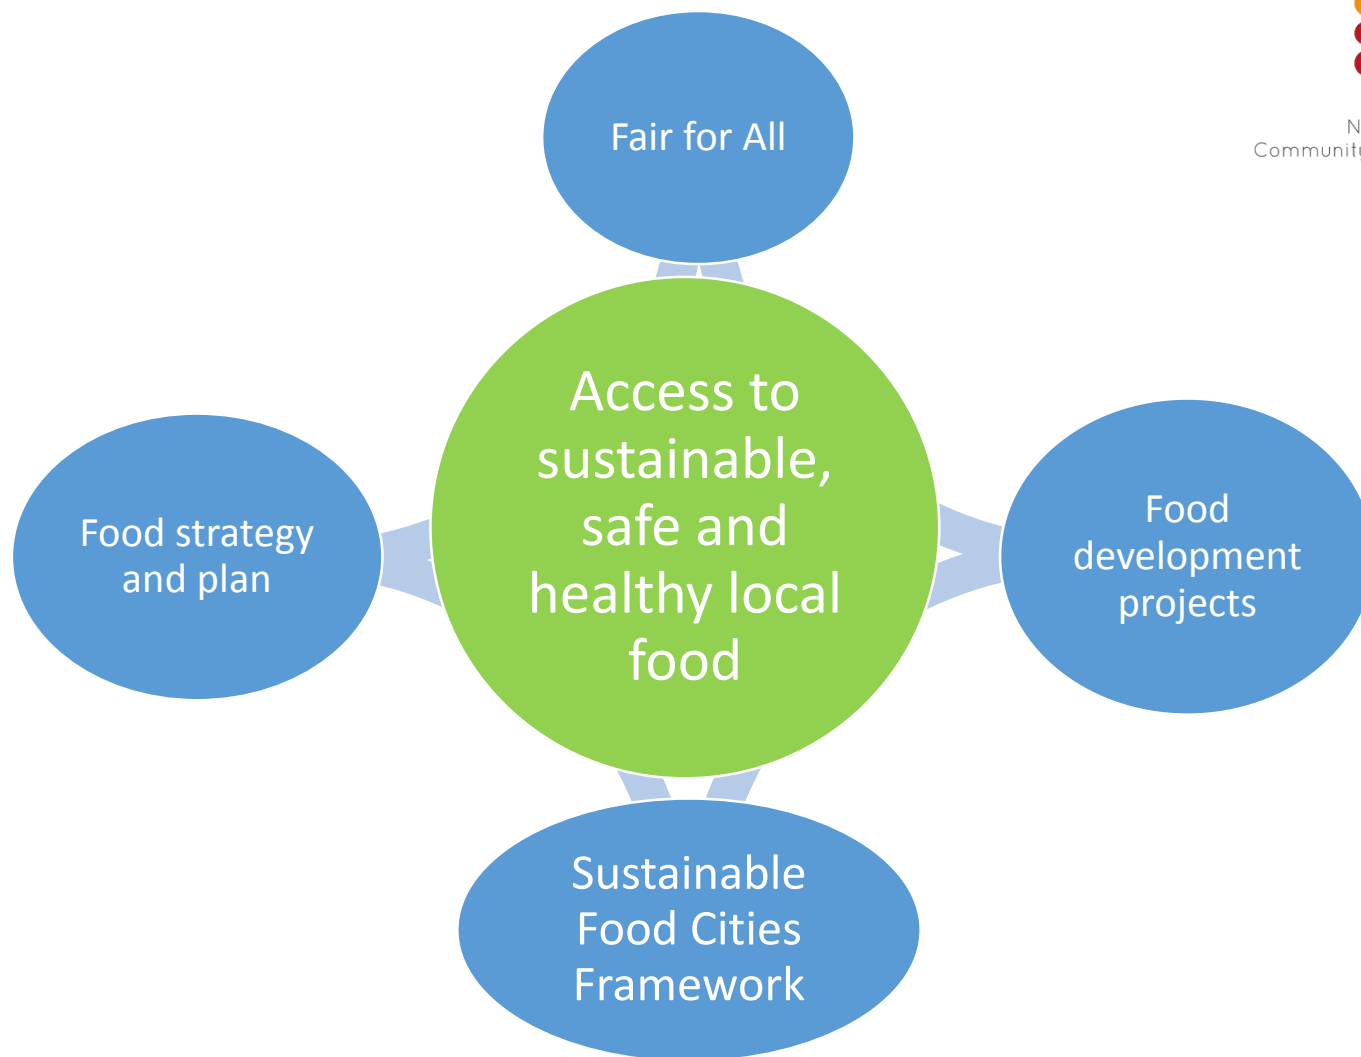 Fair for All
Community
Access to
sustainable,
safe and
healthy local
food
Food strategy
and plan
Food
development
projects
Sustainable
Food Cities
Framework